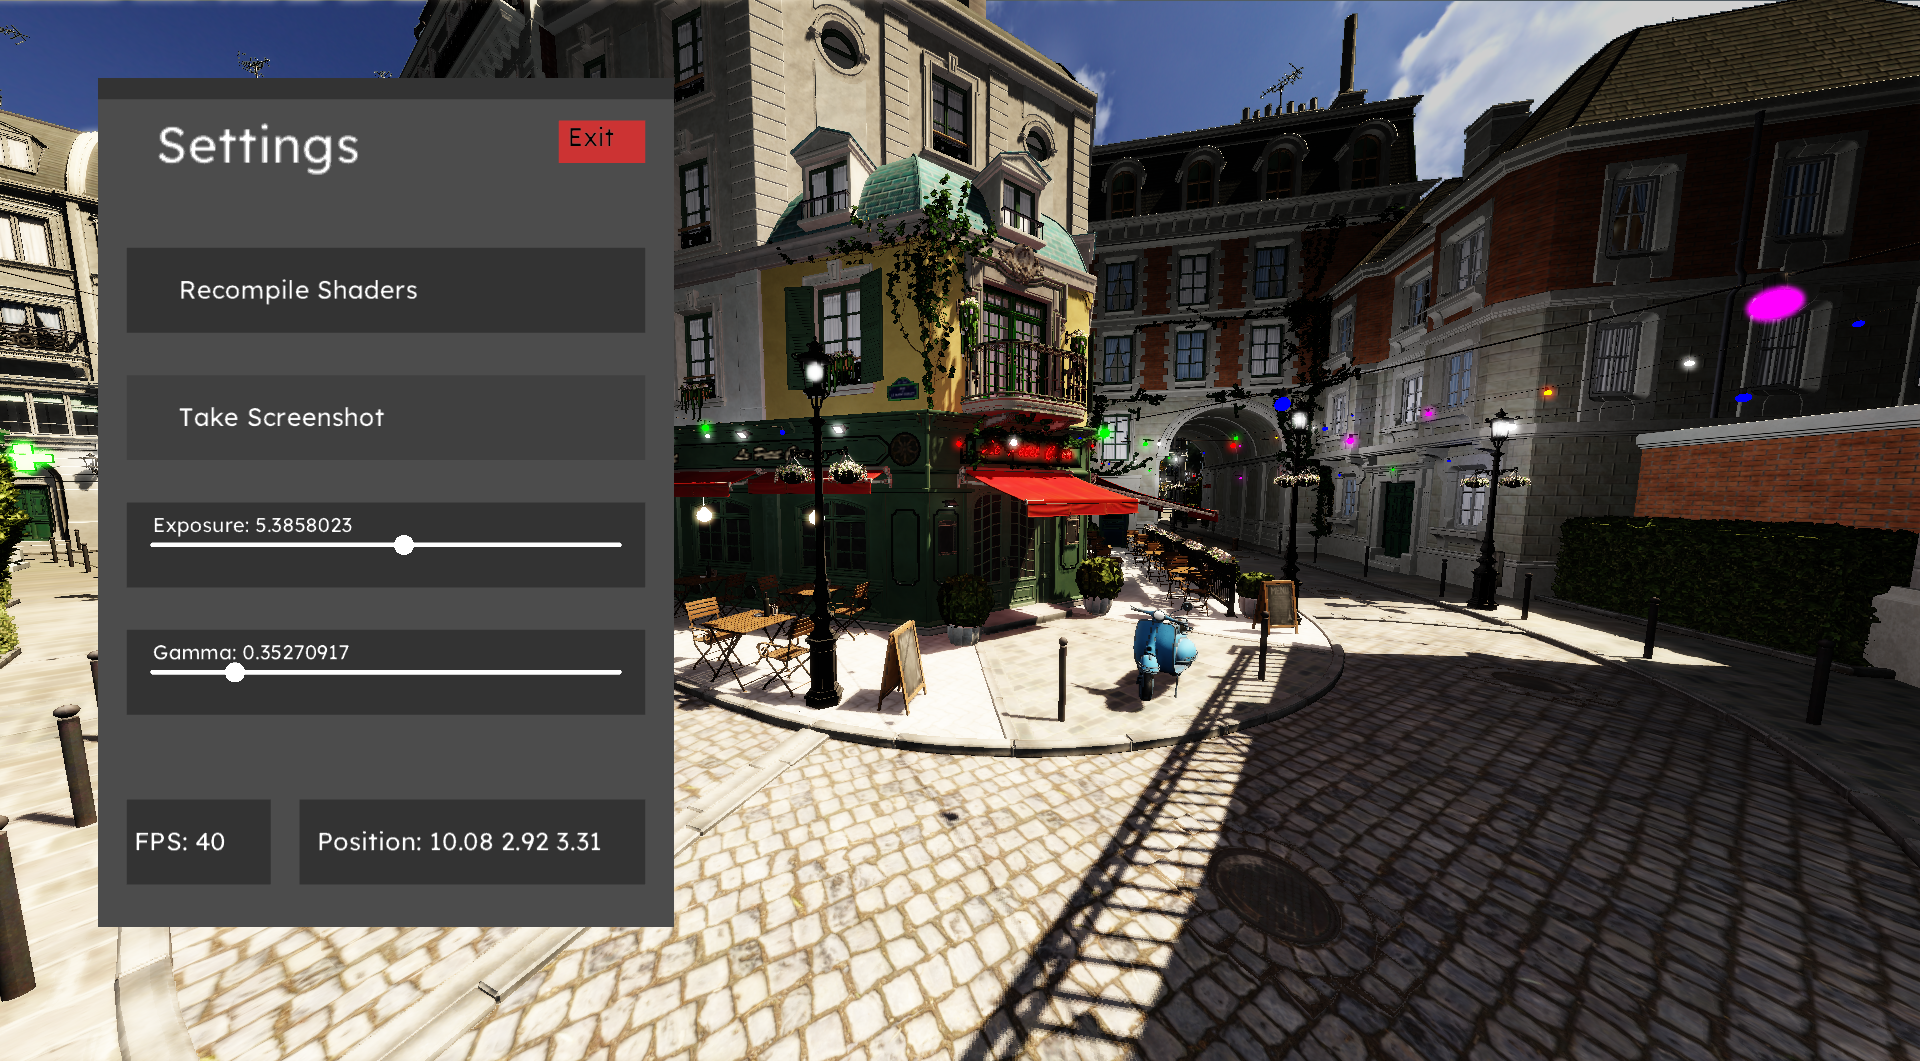 Settings
Exit
Recompile Shaders
Take Screenshot
Exposure: 5.3858023
Gamma: 0.35270917
FPS: 40
Position: 10.08 2.92 3.31
MENU